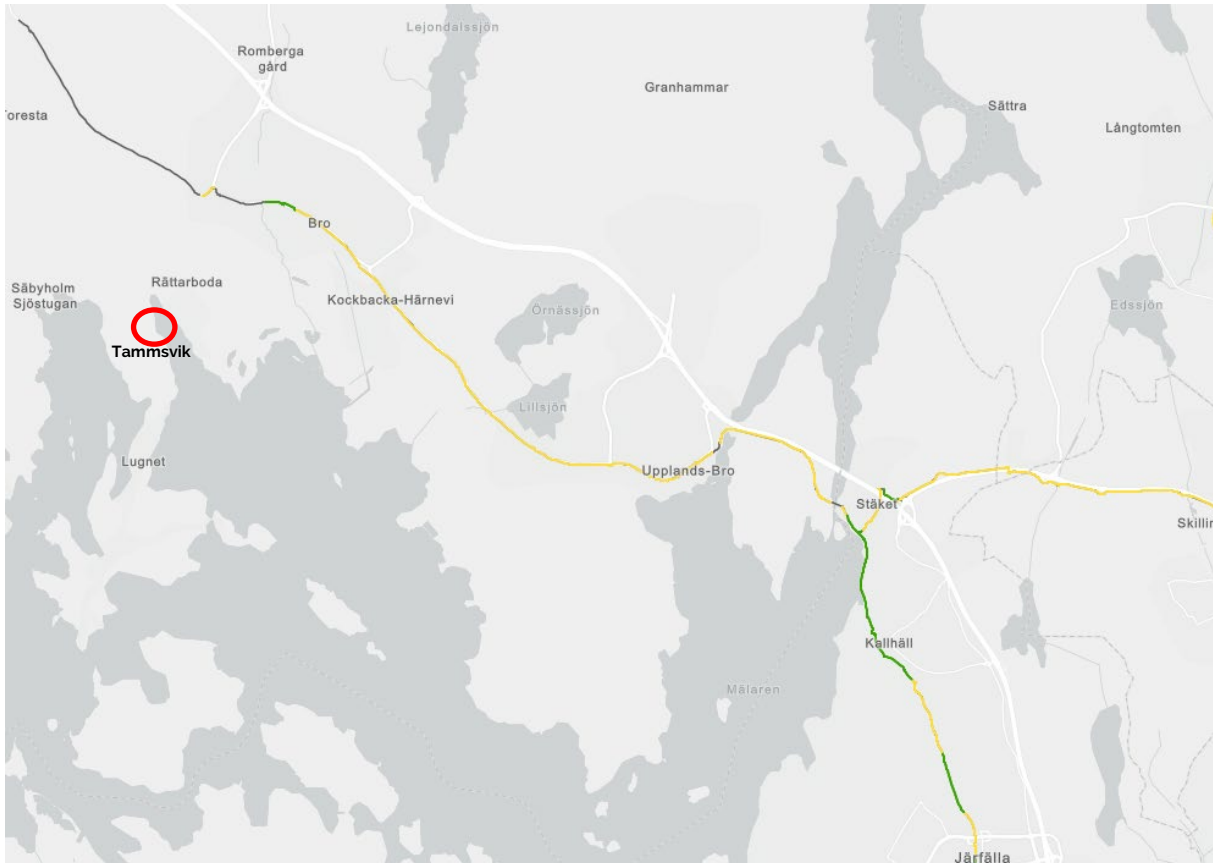 Lejondalssjön
Romberga
gård
Granhammar
Sättra
Långtomten
Toresta
Bro
Säbyholm
Sjöstugan
Rättarboda
Kockbacka-Härnevi
Örnässjön
Edssjön
Tammsvik
Lillsjön
Lugnet
Upplands-Bro
Stäket
Skillin
Kallhäll
Mälaren
Järfälla